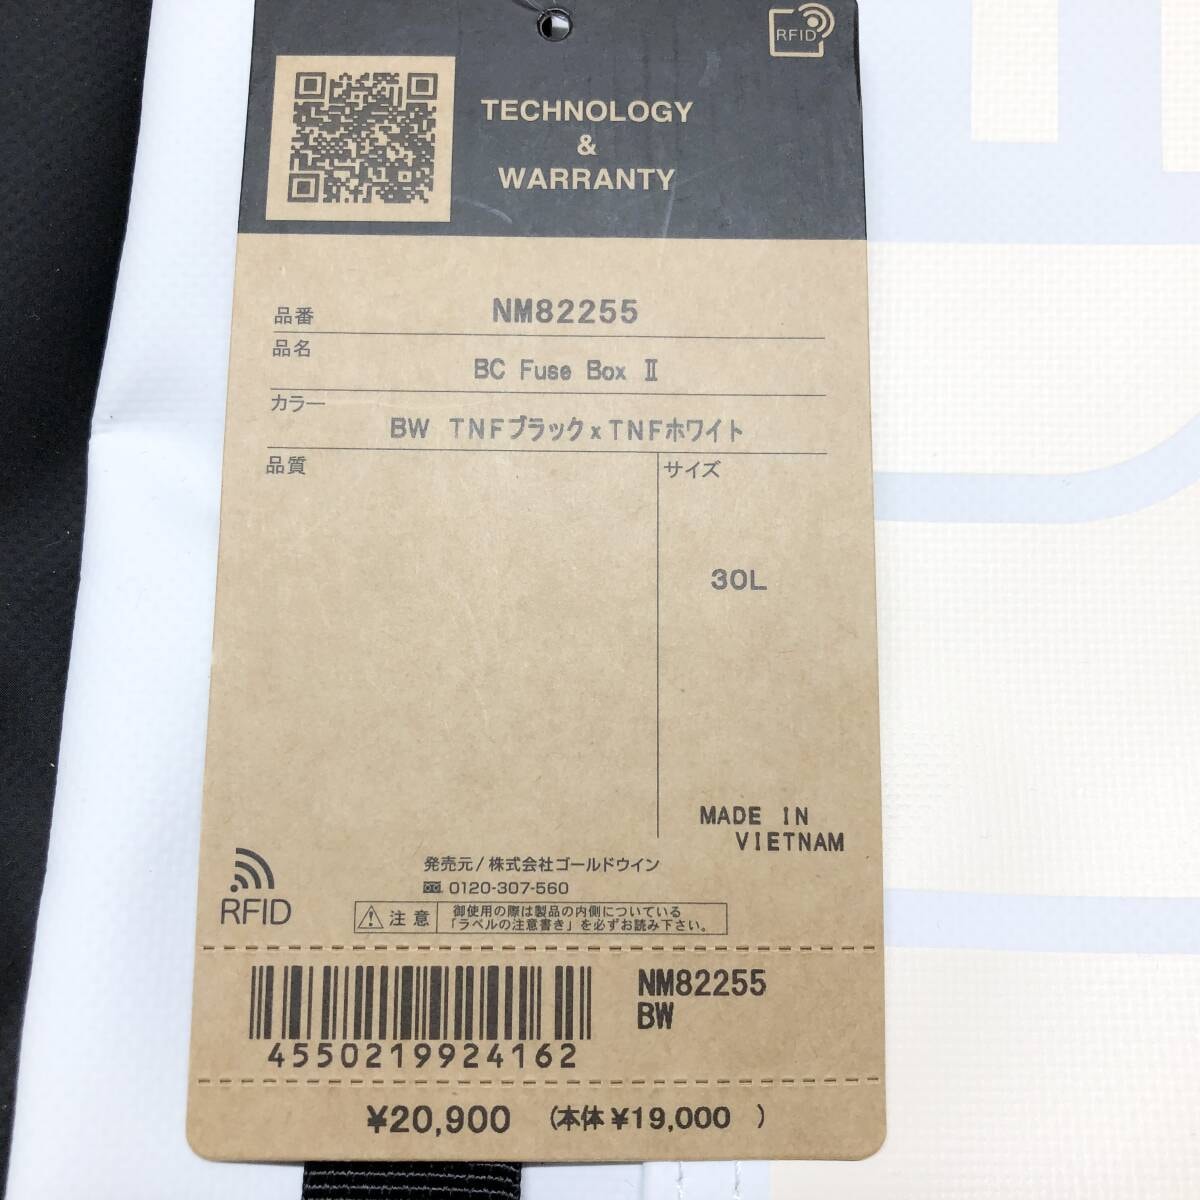 RFID
TECHNOLOGY
&
WARRANTY
品番 NM82255
品名 BC Fuse Box Ⅱ
カラー BW TNFブラック×TNFホワイト
品質
サイズ
30L
MADE IN
VIETNAM
発売元/株式会社ゴールドウイン
0120-307-560
RFID
注意
御使用の際は製品の内側についている
「ラベルの注意書き」を必ずお読み下さい。
NM82255
BW
4550219924162
¥20,900 (本体¥19,000 )